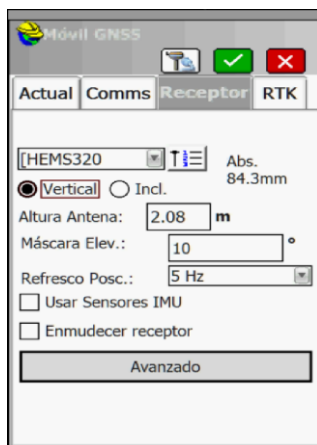 Móvil GNSS
Actual Comms Receptor RTK
[HEMS320 Abs.
84.3mm
Vertical Incl.
Altura Antena: 2.08 m
Máscara Elev.: 10 °
Refresco Posc.: 5 Hz
Usar Sensores IMU
Enmudecer receptor
Avanzado